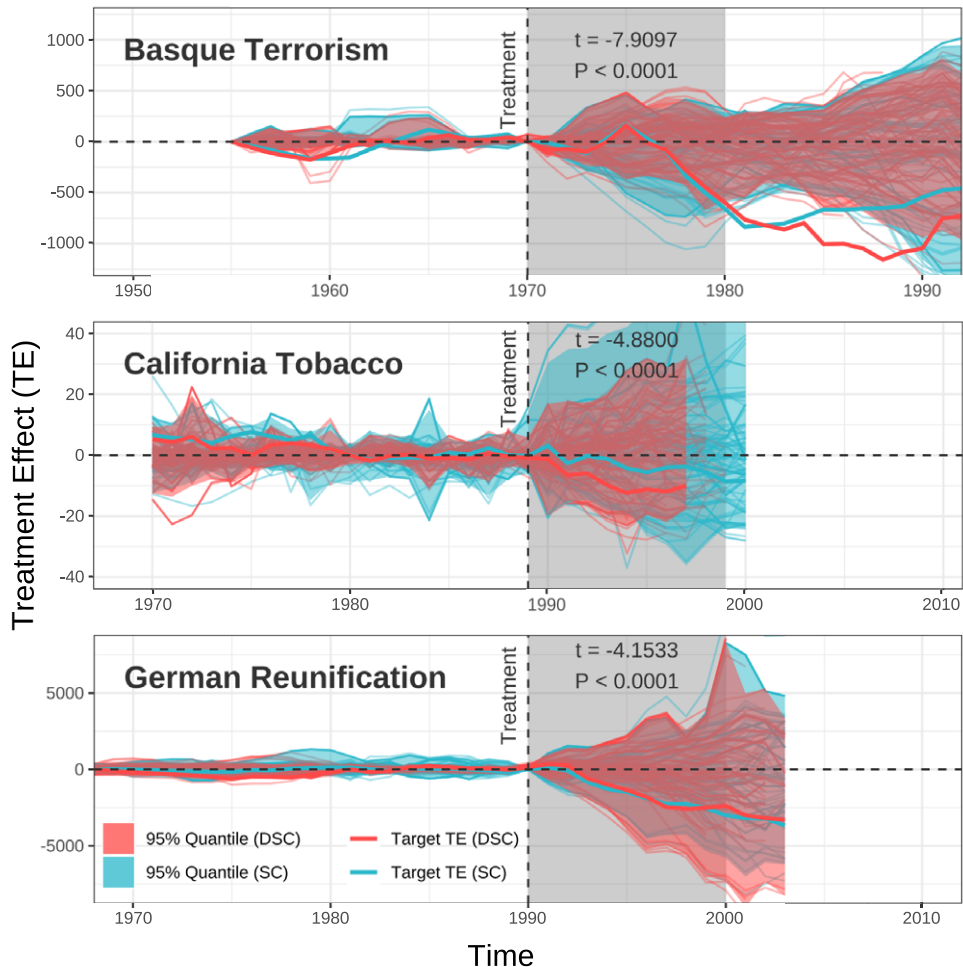 Treatment Effect (TE)
Basque Terrorism
Treatment
t = -7.9097
P < 0.0001
1000
500
0
-500
-1000
1950
1960
1970
1980
1990
California Tobacco
Treatment
t = -4.8800
P < 0.0001
40
20
0
-20
-40
1970
1980
1990
2000
2010
German Reunification
Treatment
t = -4.1533
P < 0.0001
5000
0
-5000
95% Quantile (DSC)
Target TE (DSC)
95% Quantile (SC)
Target TE (SC)
1970
1980
1990
2000
2010
Time